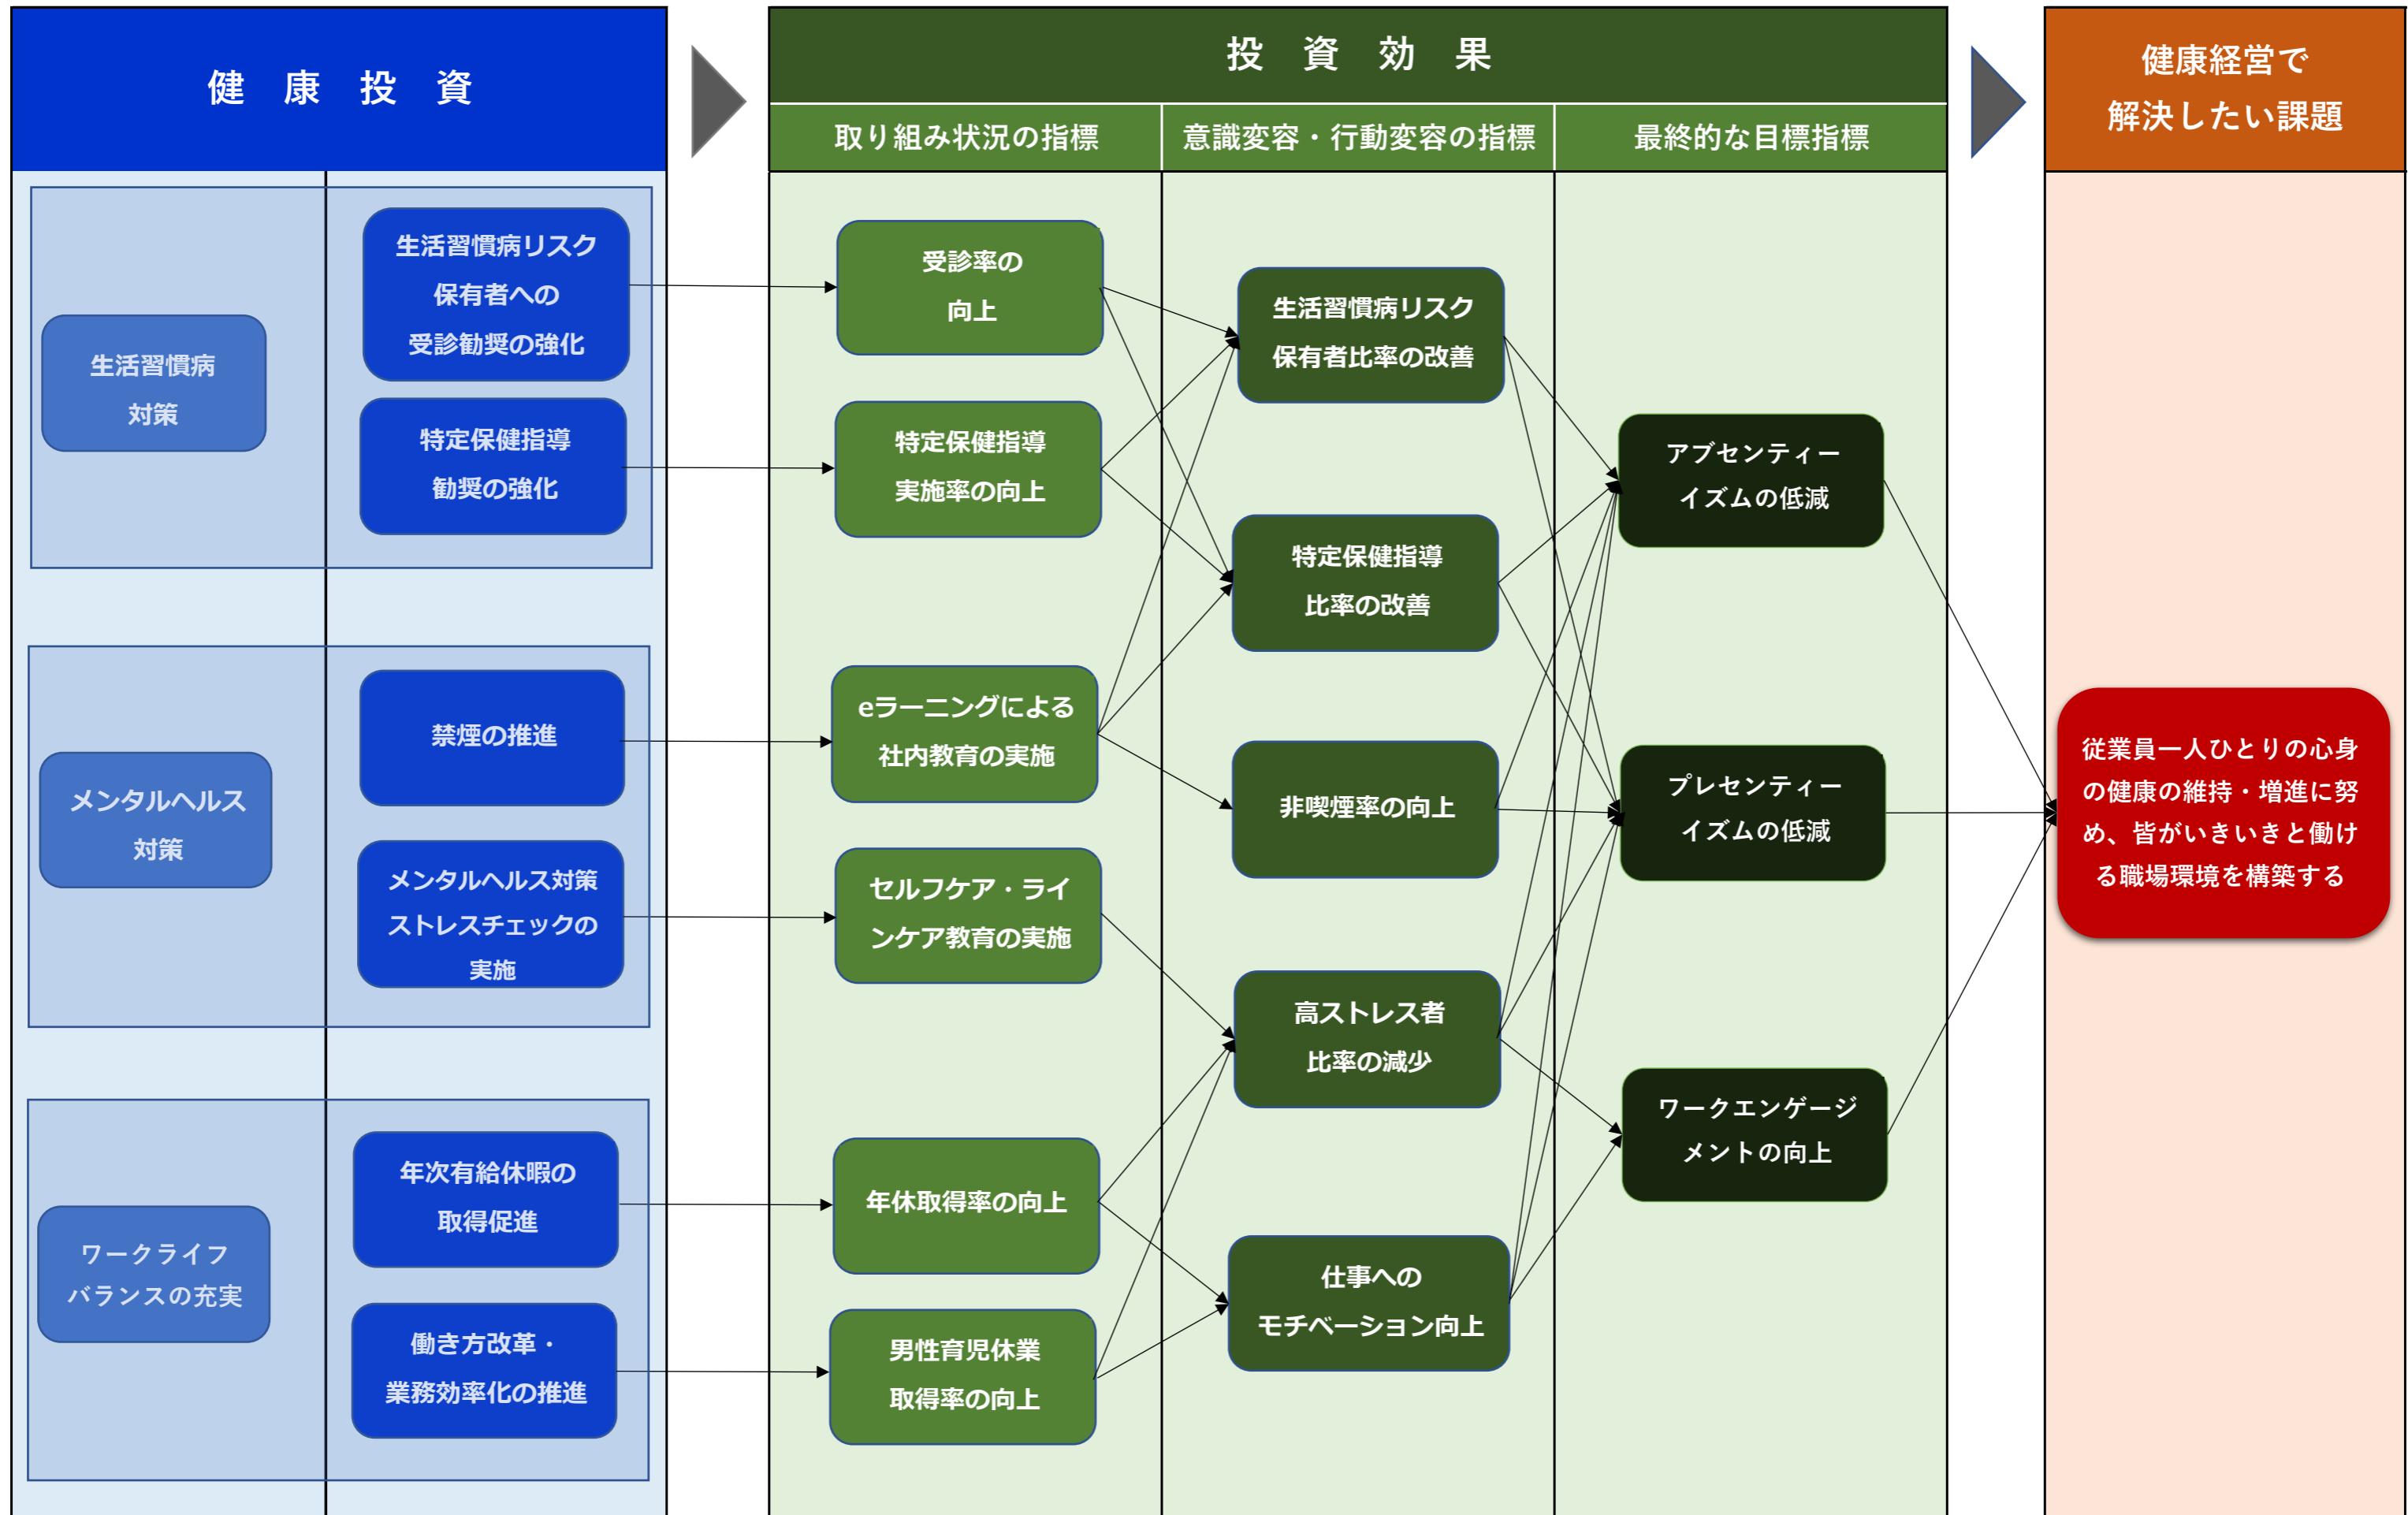 健 康 投 資
投 資 効 果
健康経営で
解決したい課題
取り組み状況の指標
意識変容・行動変容の指標
最終的な目標指標
生活習慣病
対策
生活習慣病リスク
保有者への
受診勧奨の強化
特定保健指導
勧奨の強化
メンタルヘルス
対策
禁煙の推進
メンタルヘルス対策
ストレスチェックの
実施
ワークライフ
バランスの充実
年次有給休暇の
取得促進
働き方改革・
業務効率化の推進
受診率の
向上
特定保健指導
実施率の向上
eラーニングによる
社内教育の実施
セルフケア・ライ
ンケア教育の実施
年休取得率の向上
男性育児休業
取得率の向上
生活習慣病リスク
保有者比率の改善
特定保健指導
比率の改善
非喫煙率の向上
高ストレス者
比率の減少
仕事への
モチベーション向上
アブセンティー
イズムの低減
プレセンティー
イズムの低減
ワークエンゲージ
メントの向上
従業員一人ひとりの心身
の健康の維持・増進に努
め、皆がいきいきと働け
る職場環境を構築する